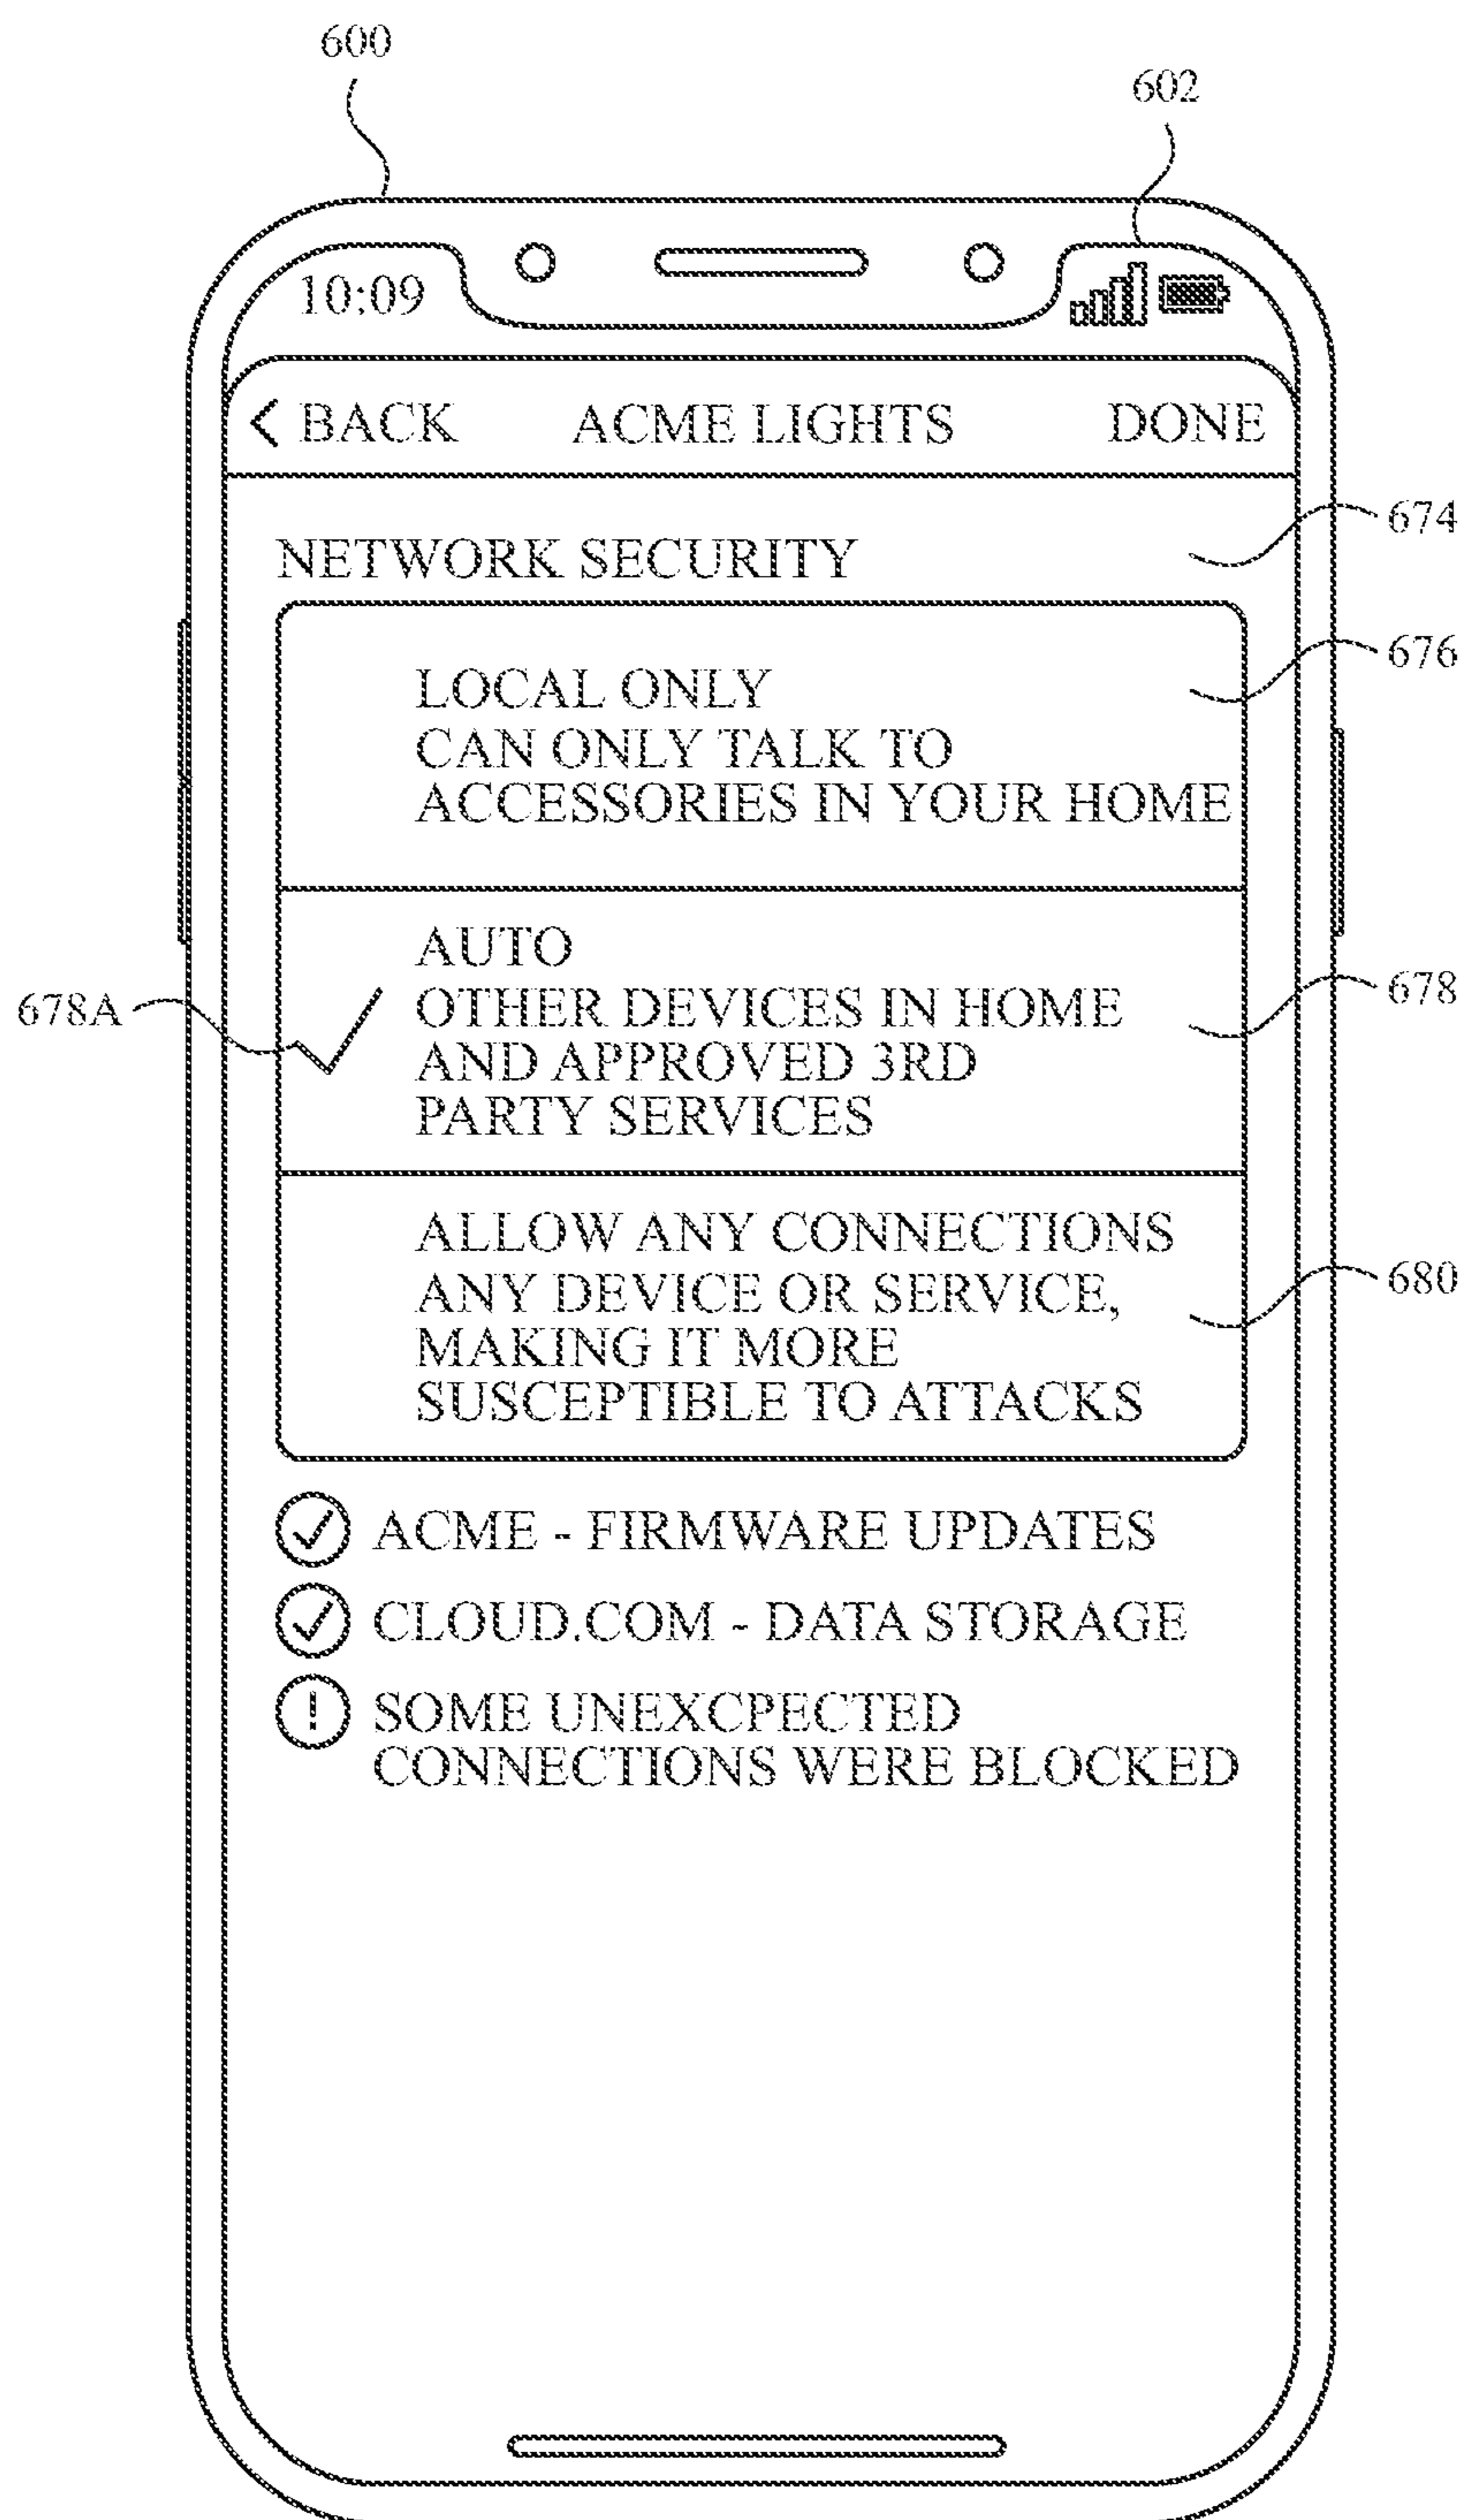 600
602
10:09
< BACK ACME LIGHTS DONE
674
NETWORK SECURITY
676
LOCAL ONLY
CAN ONLY TALK TO
ACCESSORIES IN YOUR HOME
AUTO
678A
678
OTHER DEVICES IN HOME
AND APPROVED 3RD
PARTY SERVICES
ALLOW ANY CONNECTIONS
680
ANY DEVICE OR SERVICE,
MAKING IT MORE
SUSCEPTIBLE TO ATTACKS
ACME - FIRMWARE UPDATES
CLOUD.COM - DATA STORAGE
! SOME UNEXCPECTED
CONNECTIONS WERE BLOCKED